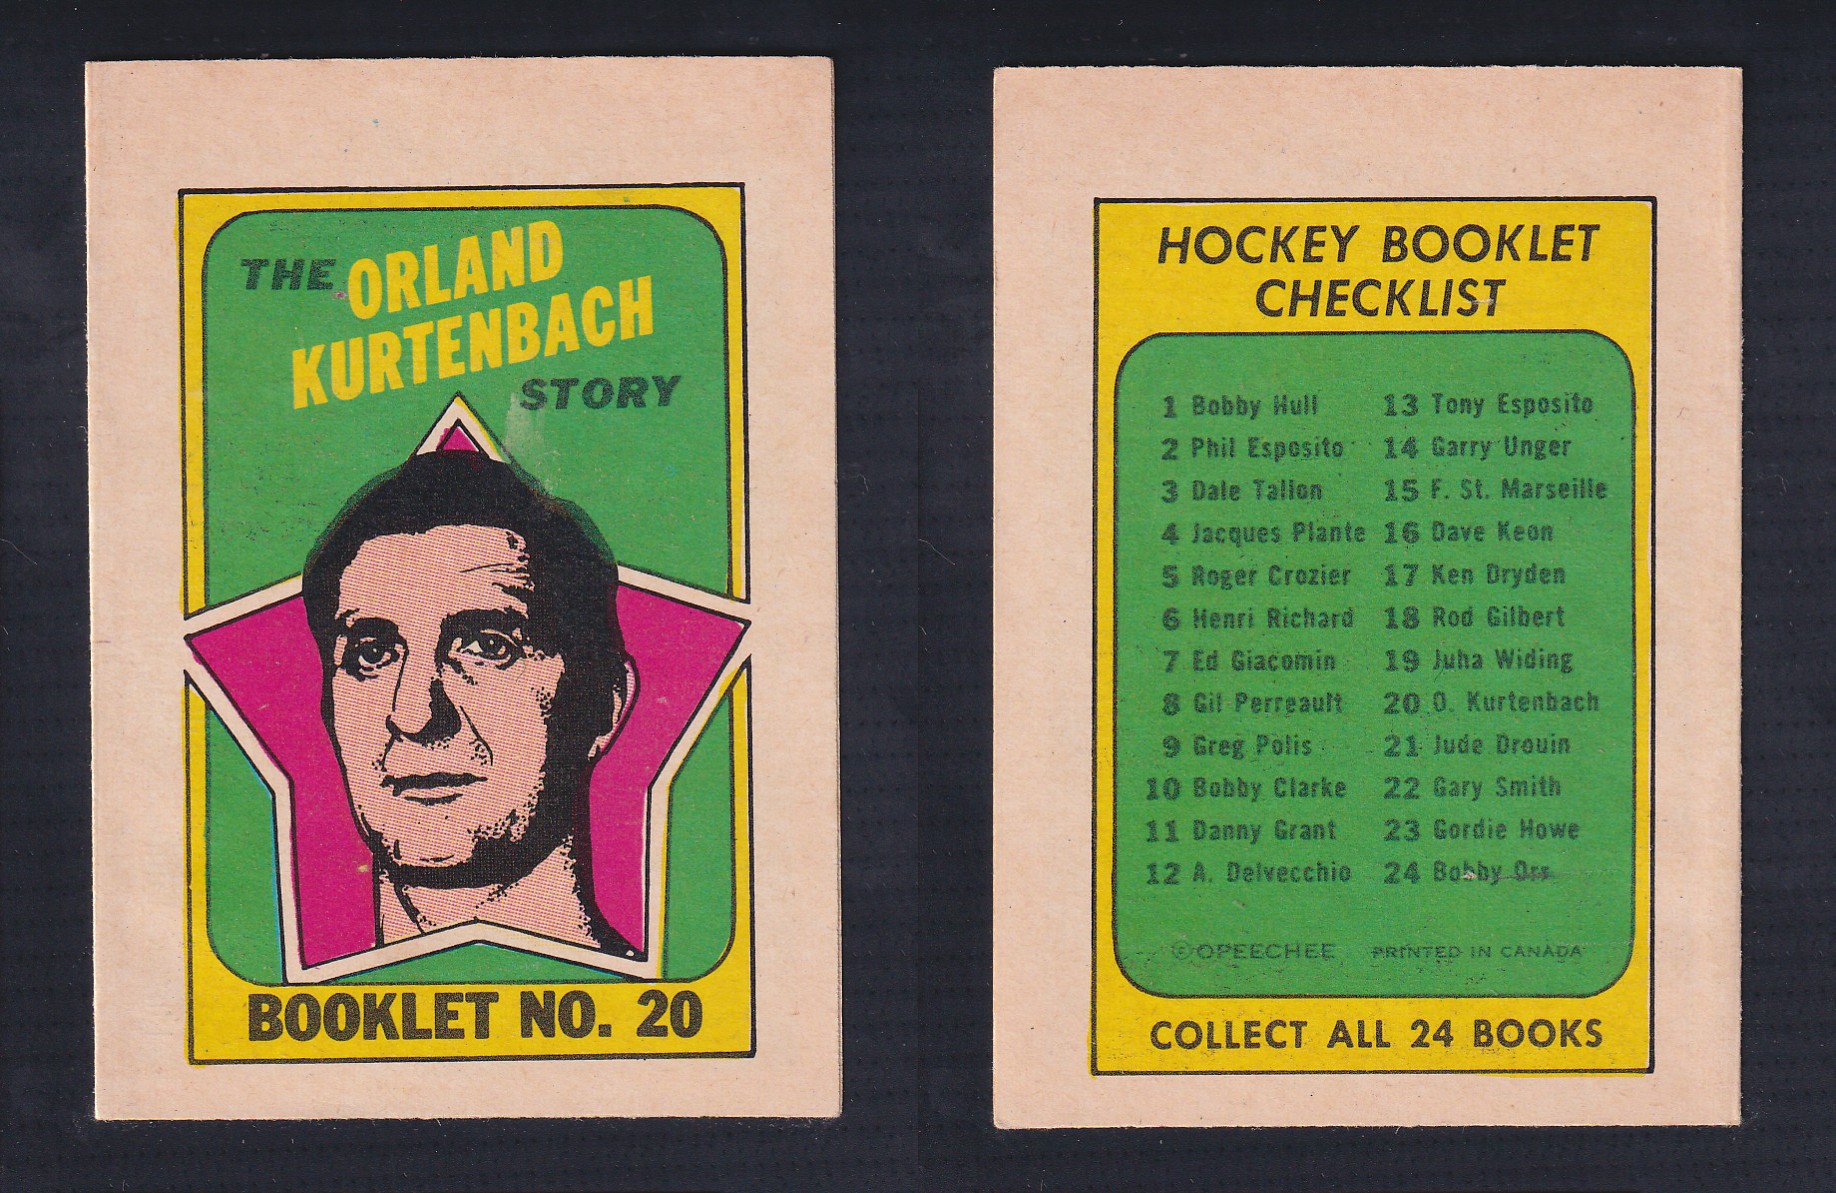 THE ORLAND
KURTENBACH
STORY
BOOKLET NO. 20
HOCKEY BOOKLET
CHECKLIST
1 Bobby Hull
2 Phil Esposito
3 Dale Tallon
4 Jacques Plante
5 Roger Crozier
6 Henri Richard
7 Ed Giacomin
8 Gil Perreault
9 Greg Polis
10 Bobby Clarke
11 Danny Grant
12 A. Delvecchio
13 Tony Esposito
14 Garry Unger
15 F. St. Marseille
16 Dave Keon
17 Ken Dryden
18 Rod Gilbert
19 Juha Widing
20 O. Kurtenbach
21 Jude Drouin
22 Gary Smith
23 Gordie Howe
24 Bobby Orr
©OPEECHEE PRINTED IN CANADA
COLLECT ALL 24 BOOKS